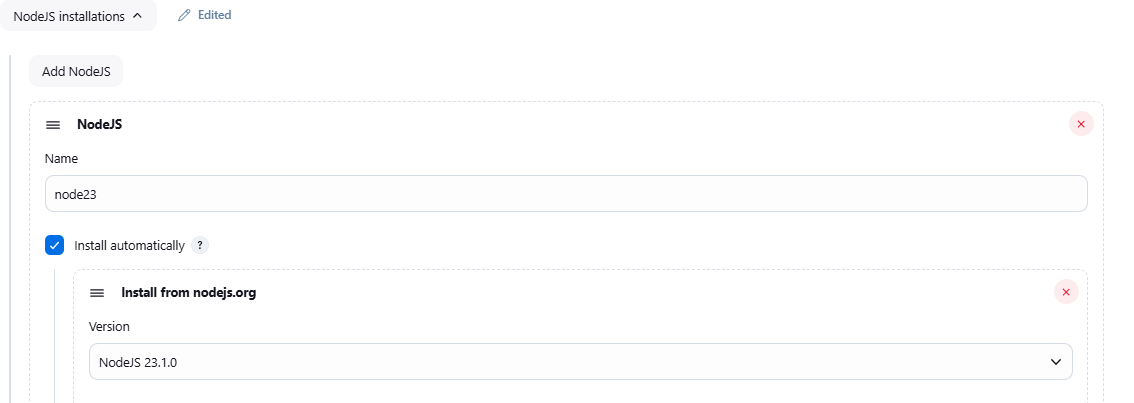 NodeJS installations
Edited
Add NodeJS
NodeJS
Name
node23
Install automatically ?
Install from nodejs.org
Version
NodeJS 23.1.0